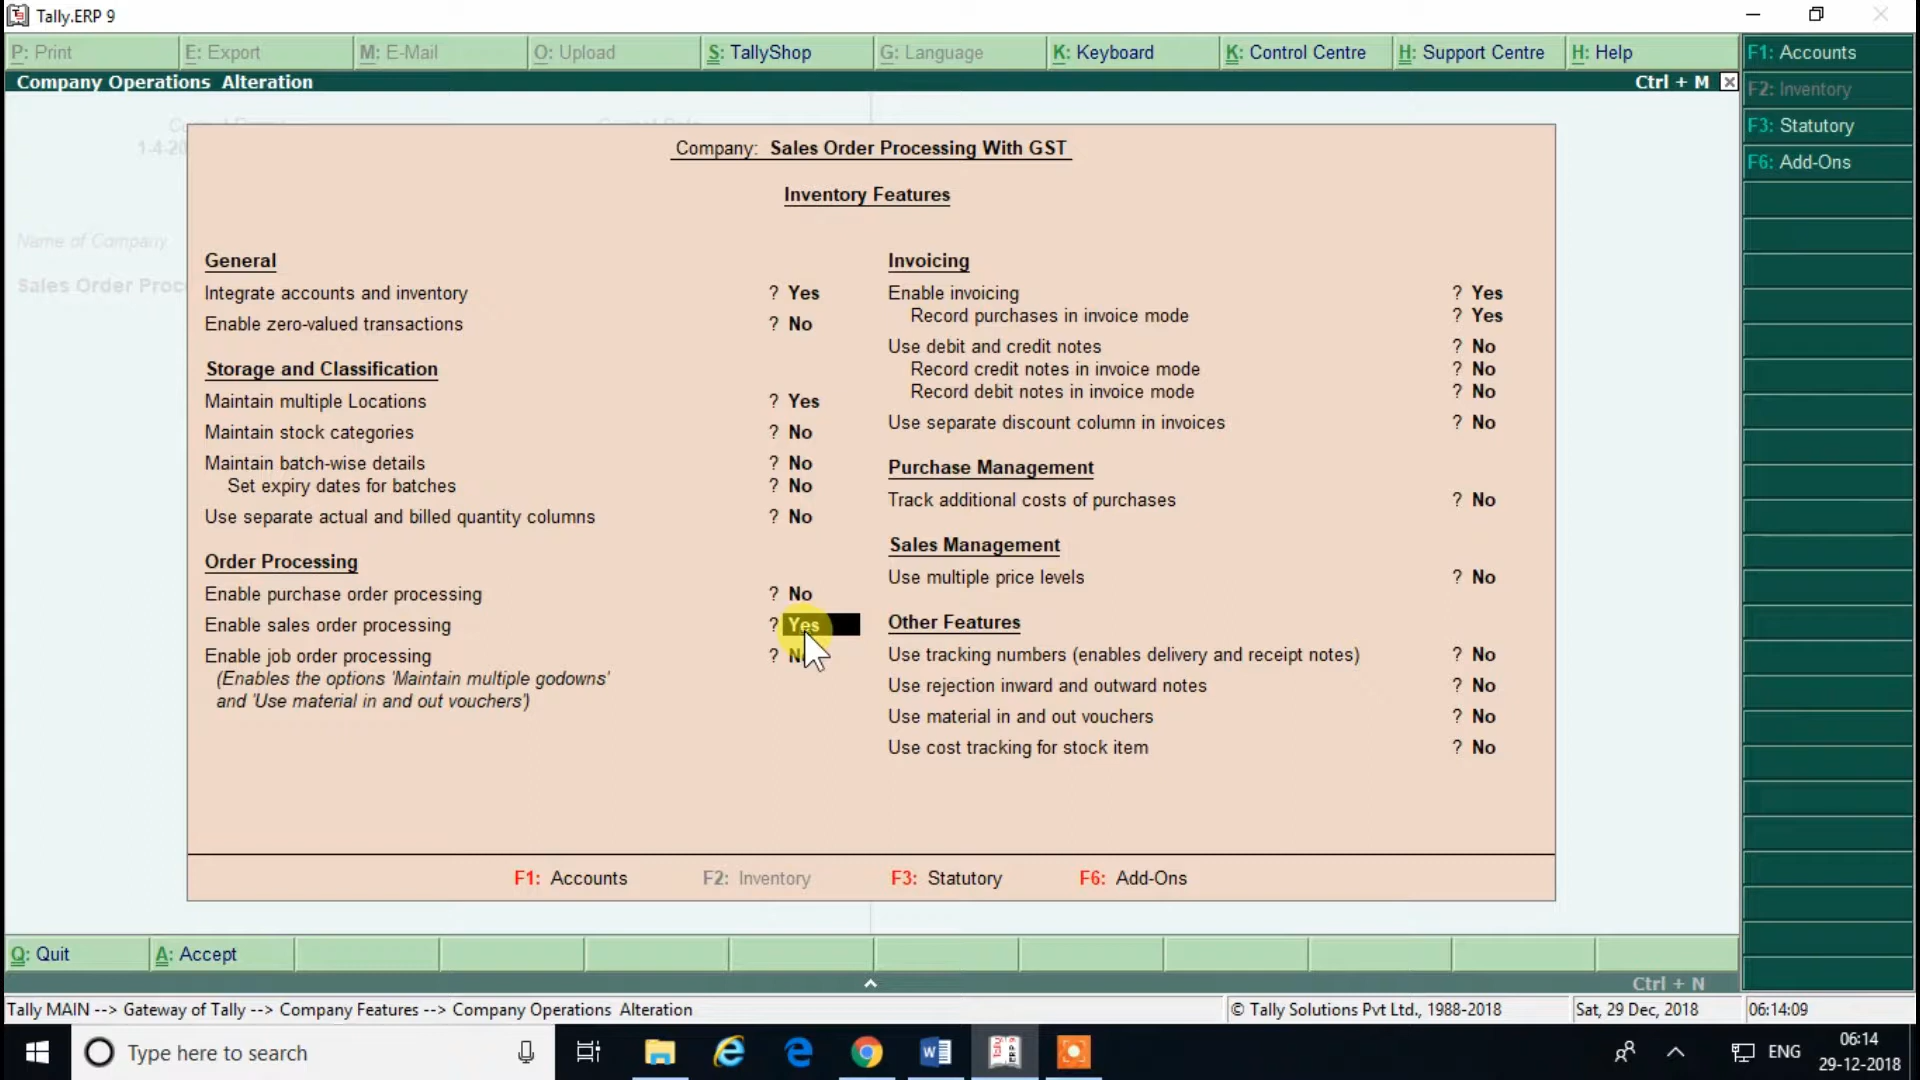 Tally.ERP 9
P: Print E: Export M: E-Mail O: Upload S: TallyShop G: Language K: Keyboard K: Control Centre H: Support Centre H: Help
Company Operations Alteration Ctrl + M
F1: Accounts
F2: Inventory
F3: Statutory
F6: Add-Ons
1-4-20
Name of Company
Sales Order Proc
Company: Sales Order Processing With GST
Inventory Features
General
Integrate accounts and inventory ? Yes
Enable zero-valued transactions ? No
Storage and Classification
Maintain multiple Locations ? Yes
Maintain stock categories ? No
Maintain batch-wise details ? No
Set expiry dates for batches ? No
Use separate actual and billed quantity columns ? No
Order Processing
Enable purchase order processing ? No
Enable sales order processing ? Yes
Enable job order processing ?
(Enables the options 'Maintain multiple godowns'
and 'Use material in and out vouchers')
Invoicing
Enable invoicing ? Yes
Record purchases in invoice mode ? Yes
Use debit and credit notes ? No
Record credit notes in invoice mode ? No
Record debit notes in invoice mode ? No
Use separate discount column in invoices ? No
Purchase Management
Track additional costs of purchases ? No
Sales Management
Use multiple price levels ? No
Other Features
Use tracking numbers (enables delivery and receipt notes) ? No
Use rejection inward and outward notes ? No
Use material in and out vouchers ? No
Use cost tracking for stock item ? No
F1: Accounts F2: Inventory F3: Statutory F6: Add-Ons
Q: Quit A: Accept
Ctrl + N
Tally MAIN --> Gateway of Tally --> Company Features --> Company Operations Alteration © Tally Solutions Pvt Ltd., 1988-2018 Sat, 29 Dec, 2018 06:14:09
Type here to search ENG 06:14
29-12-2018